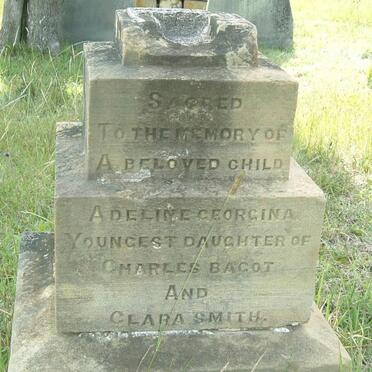 SACRED
TO THE MEMORY OF
A BELOVED CHILD
ADELINE GEORGINA
YOUNGEST DAUGHTER OF
CHARLES BAGOT
AND
CLARA SMITH.